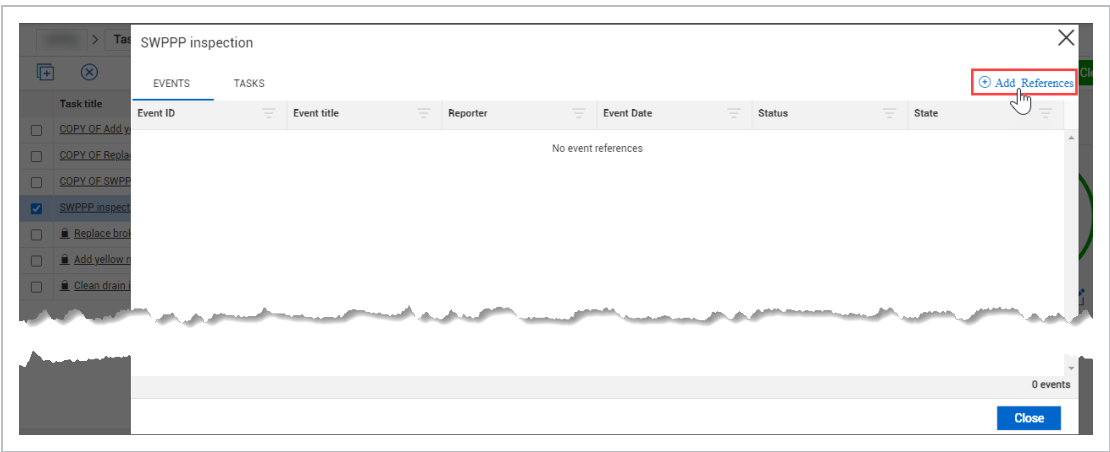 > Tas
SWPPP inspection
EVENTS TASKS
Add References
Cle
Task title
Event ID Event title Reporter Event Date Status State
No event references
COPY OF Add y
COPY OF Repla
COPY OF SWPP
SWPPP inspect
Replace brok
Add yellow
Clean drain i
0 events
Close